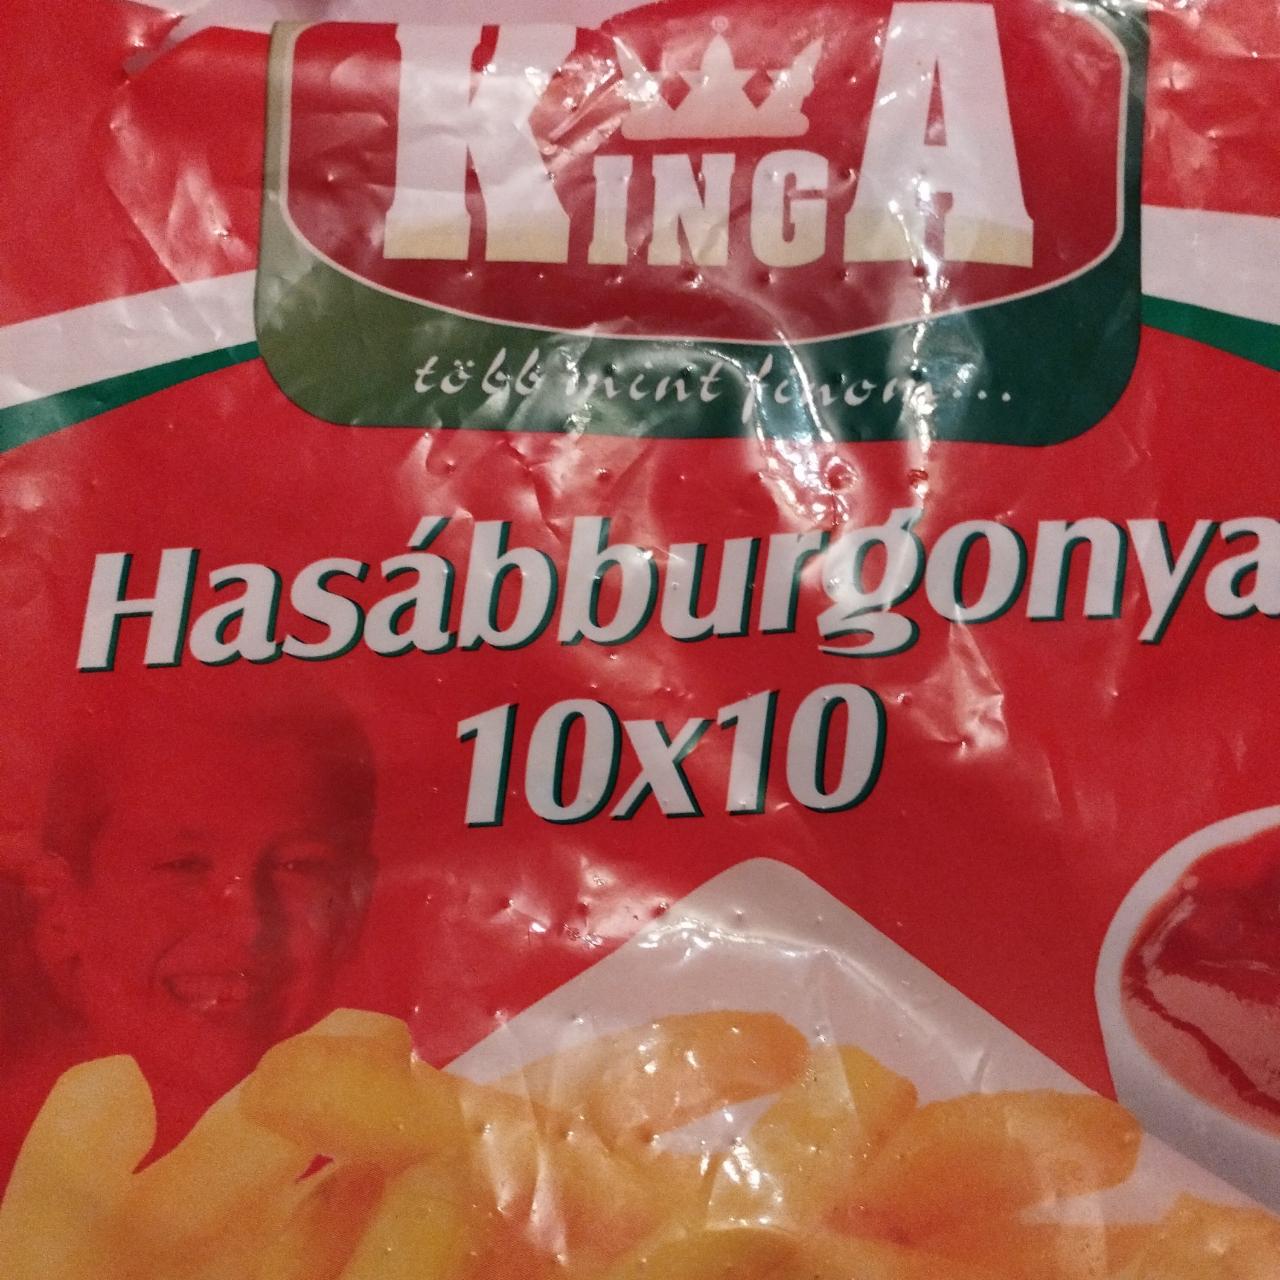 KINGA
több mint finom...
Hasábburgonya
10x10